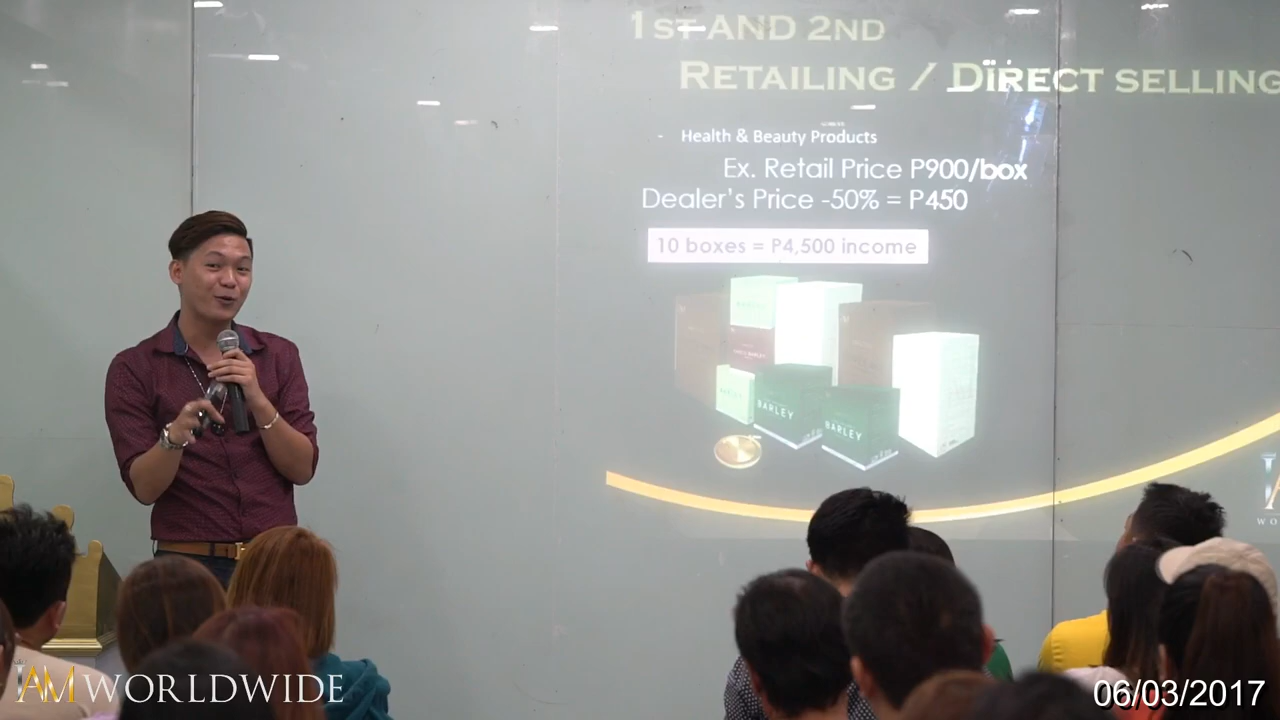 1st AND 2ND
RETAILING / DIRECT SELLING
- Health & Beauty Products
Ex. Retail Price P900/box
Dealer's Price -50% = P450
10 boxes = P4,500 income
BARLEY
BARLEY
IAM WORLDWIDE
06/03/2017